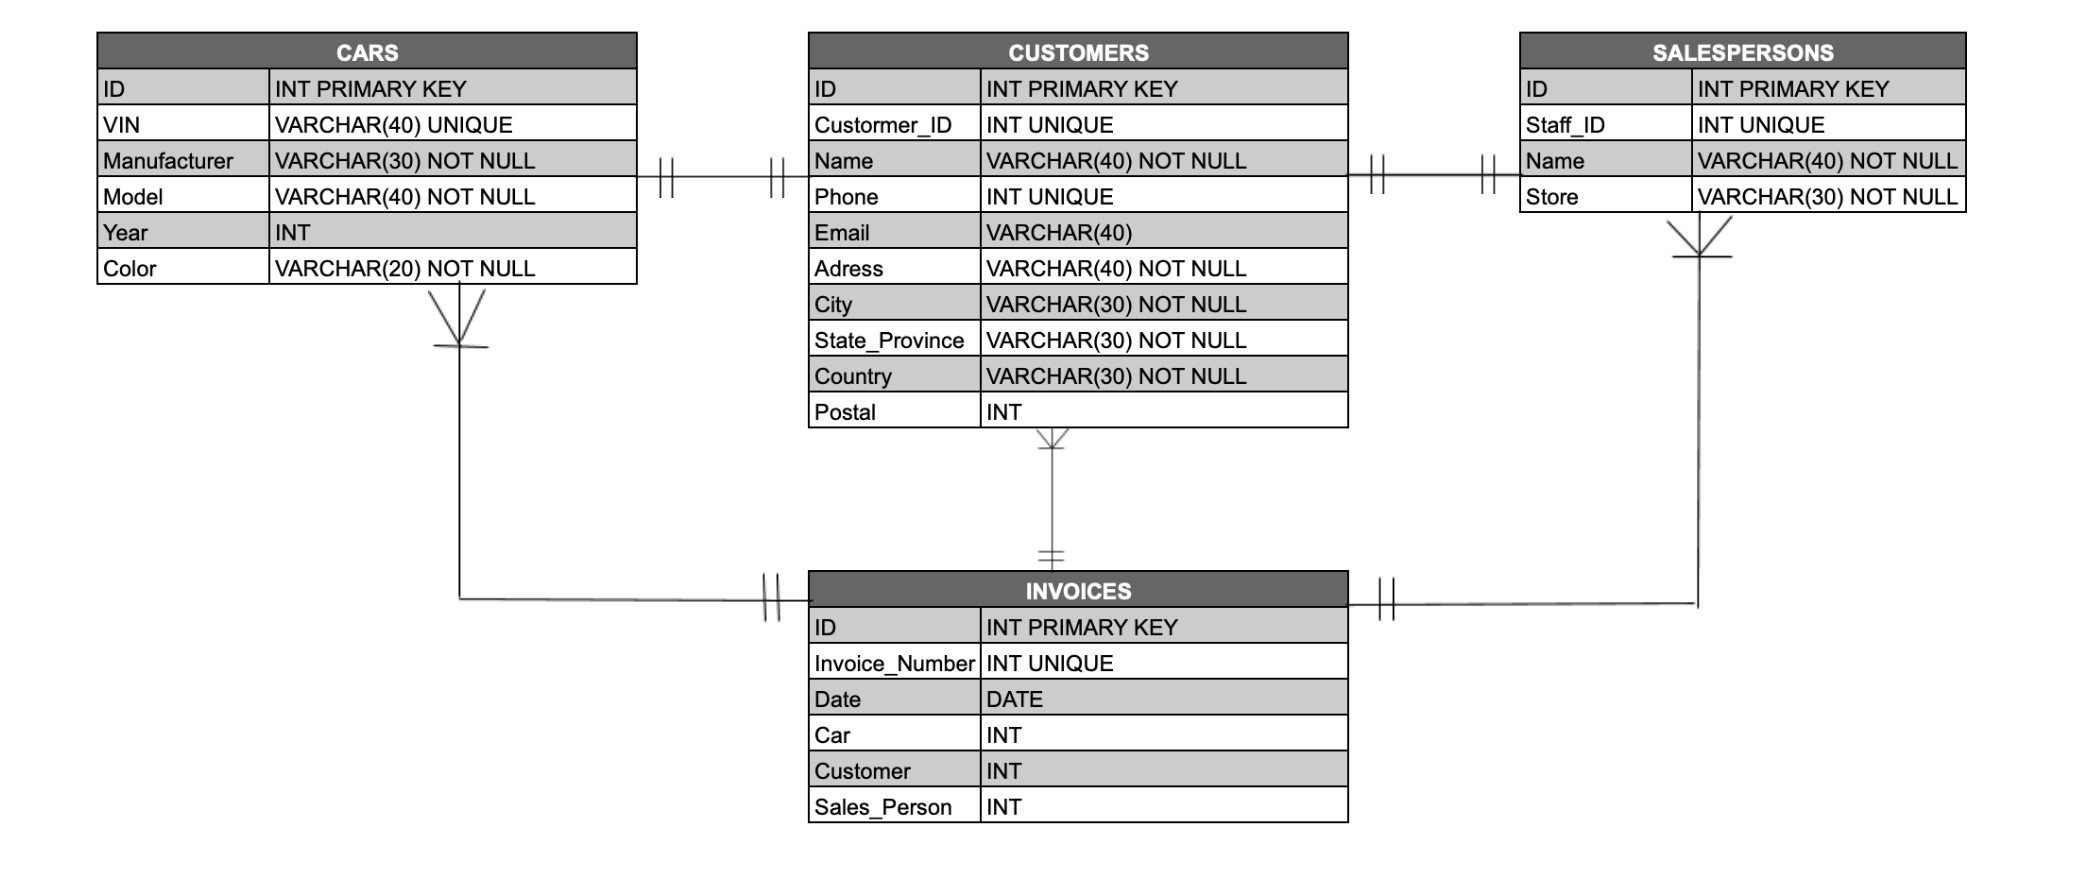 CARS
ID INT PRIMARY KEY
VIN VARCHAR(40) UNIQUE
Manufacturer VARCHAR(30) NOT NULL
Model VARCHAR(40) NOT NULL
Year INT
Color VARCHAR(20) NOT NULL
CUSTOMERS
ID INT PRIMARY KEY
Custormer_ID INT UNIQUE
Name VARCHAR(40) NOT NULL
Phone INT UNIQUE
Email VARCHAR(40)
Adress VARCHAR(40) NOT NULL
City VARCHAR(30) NOT NULL
State_Province VARCHAR(30) NOT NULL
Country VARCHAR(30) NOT NULL
Postal INT
SALESPERSONS
ID INT PRIMARY KEY
Staff_ID INT UNIQUE
Name VARCHAR(40) NOT NULL
Store VARCHAR(30) NOT NULL
INVOICES
ID INT PRIMARY KEY
Invoice_Number INT UNIQUE
Date DATE
Car INT
Customer INT
Sales_Person INT